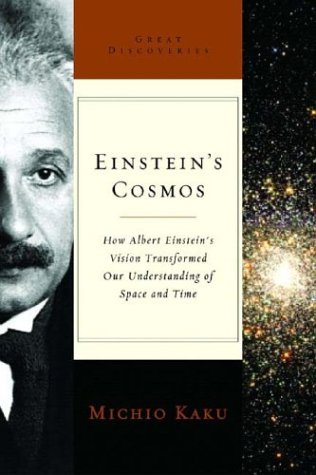 GREAT
DISCOVERIES
EINSTEIN'S
COSMOS
How Albert Einstein's
Vision Transformed
Our Understanding of
Space and Time
MICHIO KAKU